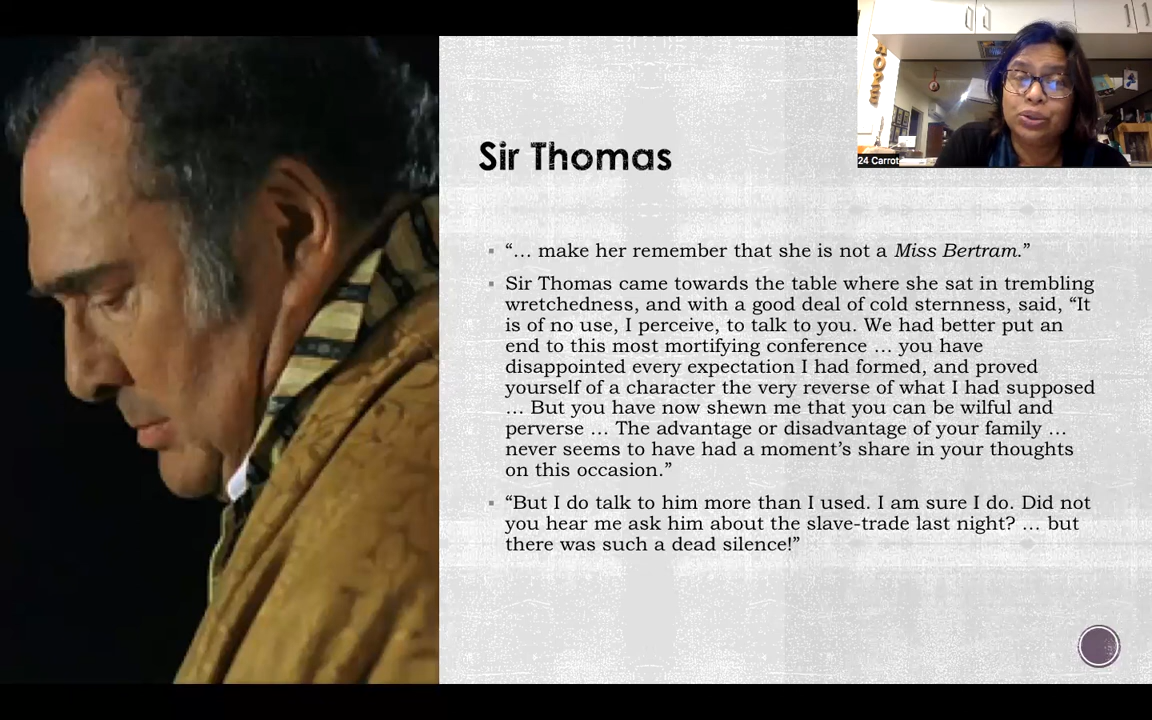 HOPE
24 Carrot
Sir Thomas
“… make her remember that she is not a Miss Bertram.”
Sir Thomas came towards the table where she sat in trembling
wretchedness, and with a good deal of cold sternness, said, “It
is of no use, I perceive, to talk to you. We had better put an
end to this most mortifying conference … you have
disappointed every expectation I had formed, and proved
yourself of a character the very reverse of what I had supposed
… But you have now shewn me that you can be wilful and
perverse … The advantage or disadvantage of your family …
never seems to have had a moment’s share in your thoughts
on this occasion.”
“But I do talk to him more than I used. I am sure I do. Did not
you hear me ask him about the slave-trade last night? … but
there was such a dead silence!”